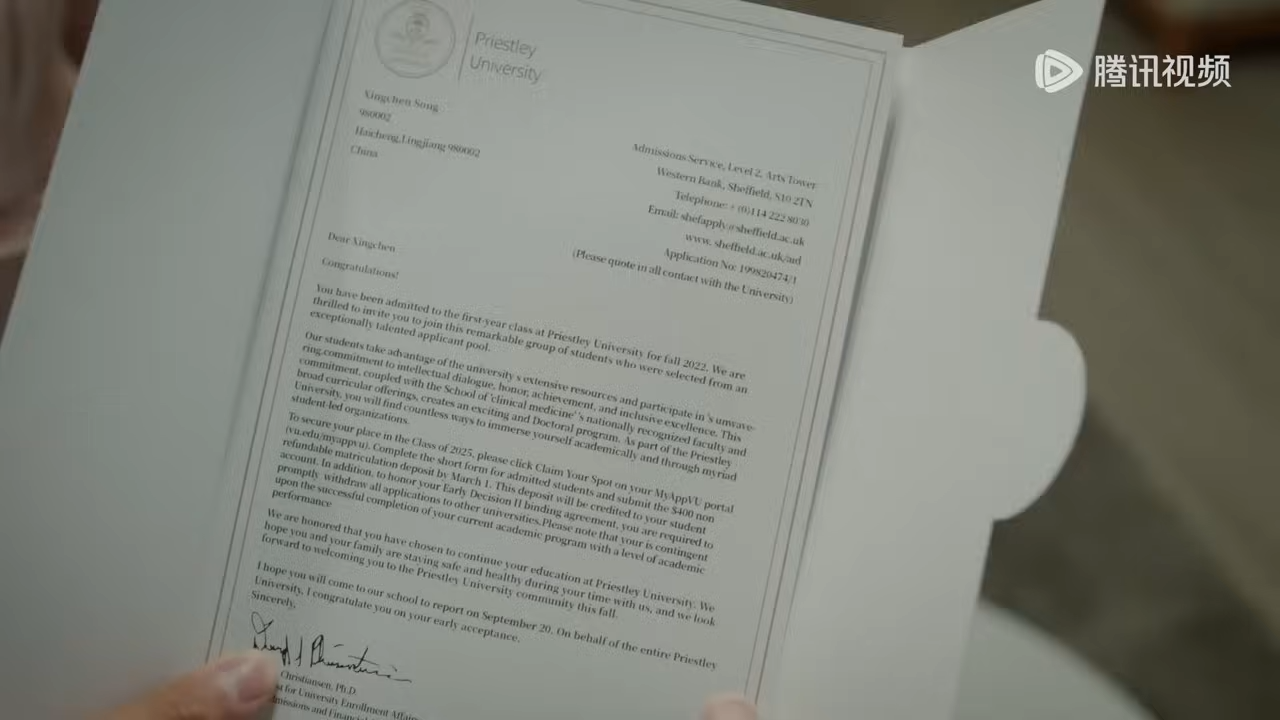 Priestley
University
腾讯视频
Xingchen Song
980002
Haicheng,Lingjiang 980002
China
Admissions Service, Level 2, Arts Tower
Western Bank, Sheffield, S10 2TN
Telephone: + (0)114 222 8030
Email: shefapply@sheffield.ac.uk
www. sheffield.ac.uk/aud
Application No: 199820474/1
(Please quote in all contact with the University)
Dear Xingchen
Congratulations!
You have been admitted to the first-year class at Priestley University for fall 2022. We are
thrilled to invite you to join this remarkable group of students who were selected from an
exceptionally talented applicant pool.
Our students take advantage of the university's extensive resources and participate in 's unwave-
ring.commitment to intellectual dialogue, honor, achievement, and inclusive excellence. This
commitment, coupled with the School of 'clinical medicine' 's nationally recognized faculty and
broad curricular offerings, creates an exciting and Doctoral program. As part of the Priestley
University, you will find countless ways to immerse yourself academically and through myriad
student-led organizations.
To secure your place in the Class of 2025, please click Claim Your Spot on your MyAppVU portal
(vu.edu/myappvu). Complete the short form for admitted students and submit the $400 non
refundable matriculation deposit by March 1. This deposit will be credited to your student
account. In addition, to honor your Early Decision II binding agreement, you are required to
promptly withdraw all applications to other universities.Please note that your is contingent
upon the successful completion of your current academic program with a level of academic
performance
We are honored that you have chosen to continue your education at Priestley University. We
hope you and your family are staying safe and healthy during your time with us, and we look
forward to welcoming you to the Priestley University community this fall.
I hope you will come to our school to report on September 20. On behalf of the entire Priestley
University, I congratulate you on your early acceptance.
Sincerely,
Christiansen, Ph.D
for University Enrollment Affairs
and Financial